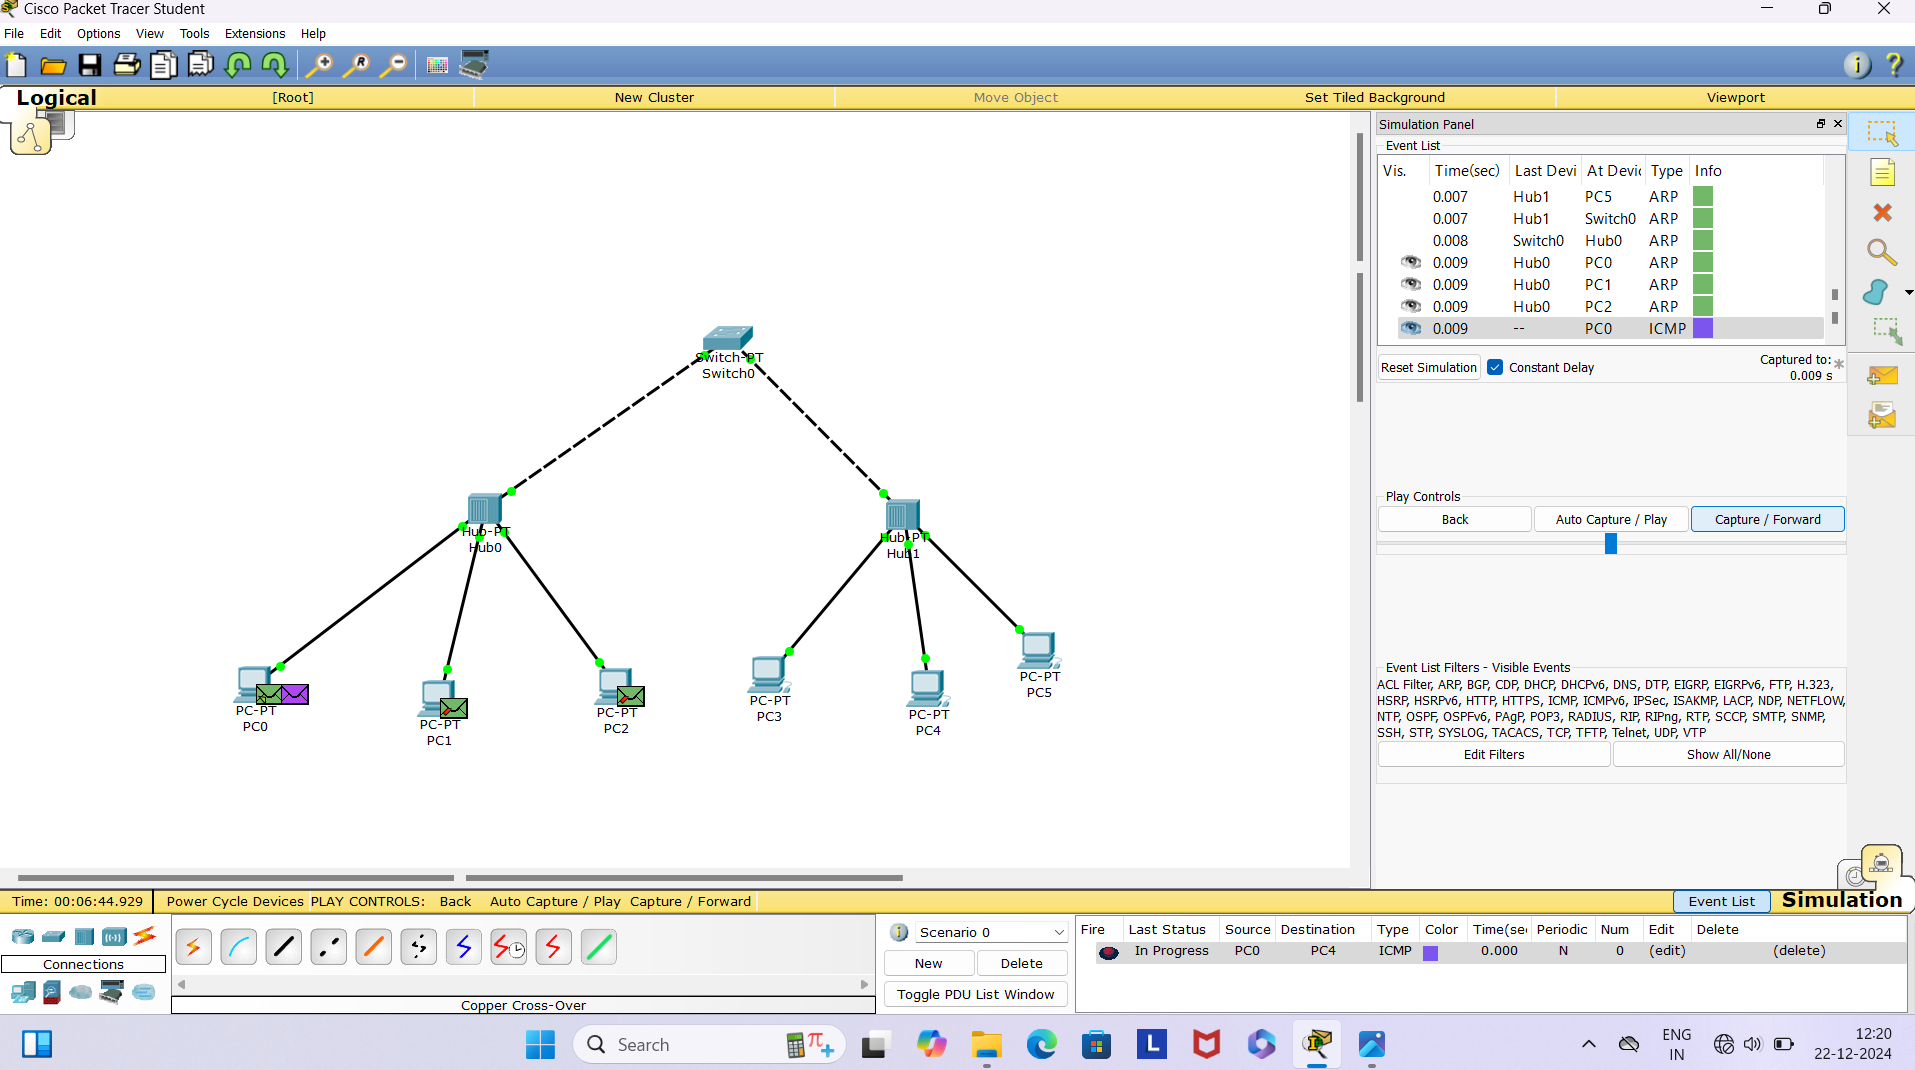 Cisco Packet Tracer Student
File Edit Options View Tools Extensions Help
Logical [Root] New Cluster Move Object Set Tiled Background Viewport
Simulation Panel
Event List
Vis. Time(sec) Last Devi At Devic Type Info
0.007 Hub1 PC5 ARP
0.007 Hub1 Switch0 ARP
0.008 Switch0 Hub0 ARP
0.009 Hub0 PC0 ARP
0.009 Hub0 PC1 ARP
0.009 Hub0 PC2 ARP
0.009 -- PC0 ICMP
Reset Simulation Constant Delay Captured to: *
0.009 s
Switch-PT
Switch0
Hub-PT
Hub0
Hub-PT
Hub1
PC-PT
PC0
PC-PT
PC1
PC-PT
PC2
PC-PT
PC3
PC-PT
PC4
PC-PT
PC5
Play Controls
Back Auto Capture / Play Capture / Forward
Event List Filters - Visible Events
ACL Filter, ARP, BGP, CDP, DHCP, DHCPv6, DNS, DTP, EIGRP, EIGRPv6, FTP, H.323,
HSRP, HSRPv6, HTTP, HTTPS, ICMP, ICMPv6, IPSec, ISAKMP, LACP, NDP, NETFLOW,
NTP, OSPF, OSPFv6, PAgP, POP3, RADIUS, RIP, RIPng, RTP, SCCP, SMTP, SNMP,
SSH, STP, SYSLOG, TACACS, TCP, TFTP, Telnet, UDP, VTP
Edit Filters Show All/None
Time: 00:06:44.929 Power Cycle Devices PLAY CONTROLS: Back Auto Capture / Play Capture / Forward Event List Simulation
Connections
Copper Cross-Over
Scenario 0
New Delete
Toggle PDU List Window
Fire Last Status Source Destination Type Color Time(sec Periodic Num Edit Delete
In Progress PC0 PC4 ICMP 0.000 N 0 (edit) (delete)
Search
ENG
IN
12:20
22-12-2024